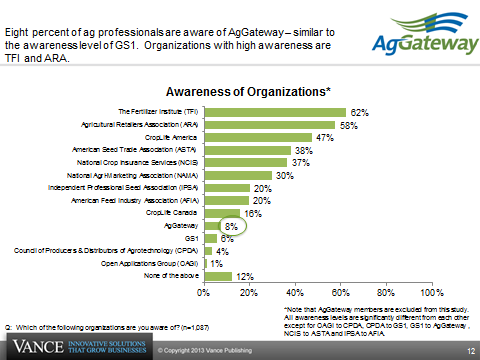 Eight percent of ag professionals are aware of AgGateway – similar to
the awareness level of GS1. Organizations with high awareness are
TFI and ARA.
AgGateway
Awareness of Organizations*
The Fertilizer Institute (TFI) 62%
Agricultural Retailers Association (ARA) 58%
CropLife America 47%
American Seed Trade Association (ASTA) 38%
National Crop Insurance Services (NCIS) 37%
National Agri-Marketing Association (NAMA) 30%
Independent Professional Seed Association (IPSA) 20%
American Feed Industry Association (AFIA) 20%
CropLife Canada 16%
AgGateway 8%
GS1 6%
Council of Producers & Distributors of Agrotechnology (CPDA) 4%
Open Applications Group (OAGI) 1%
None of the above 12%
0% 20% 40% 60% 80% 100%
*Note that AgGateway members are excluded from this study.
All awareness levels are significantly different from each other
except for OAGI to CPDA, CPDA to GS1, GS1 to AgGateway ,
NCIS to ASTA and IPSA to AFIA.
Q: Which of the following organizations are you aware of? (n=1,087)
VANCE INNOVATIVE SOLUTIONS
THAT GROW BUSINESSES
© Copyright 2013 Vance Publishing
12